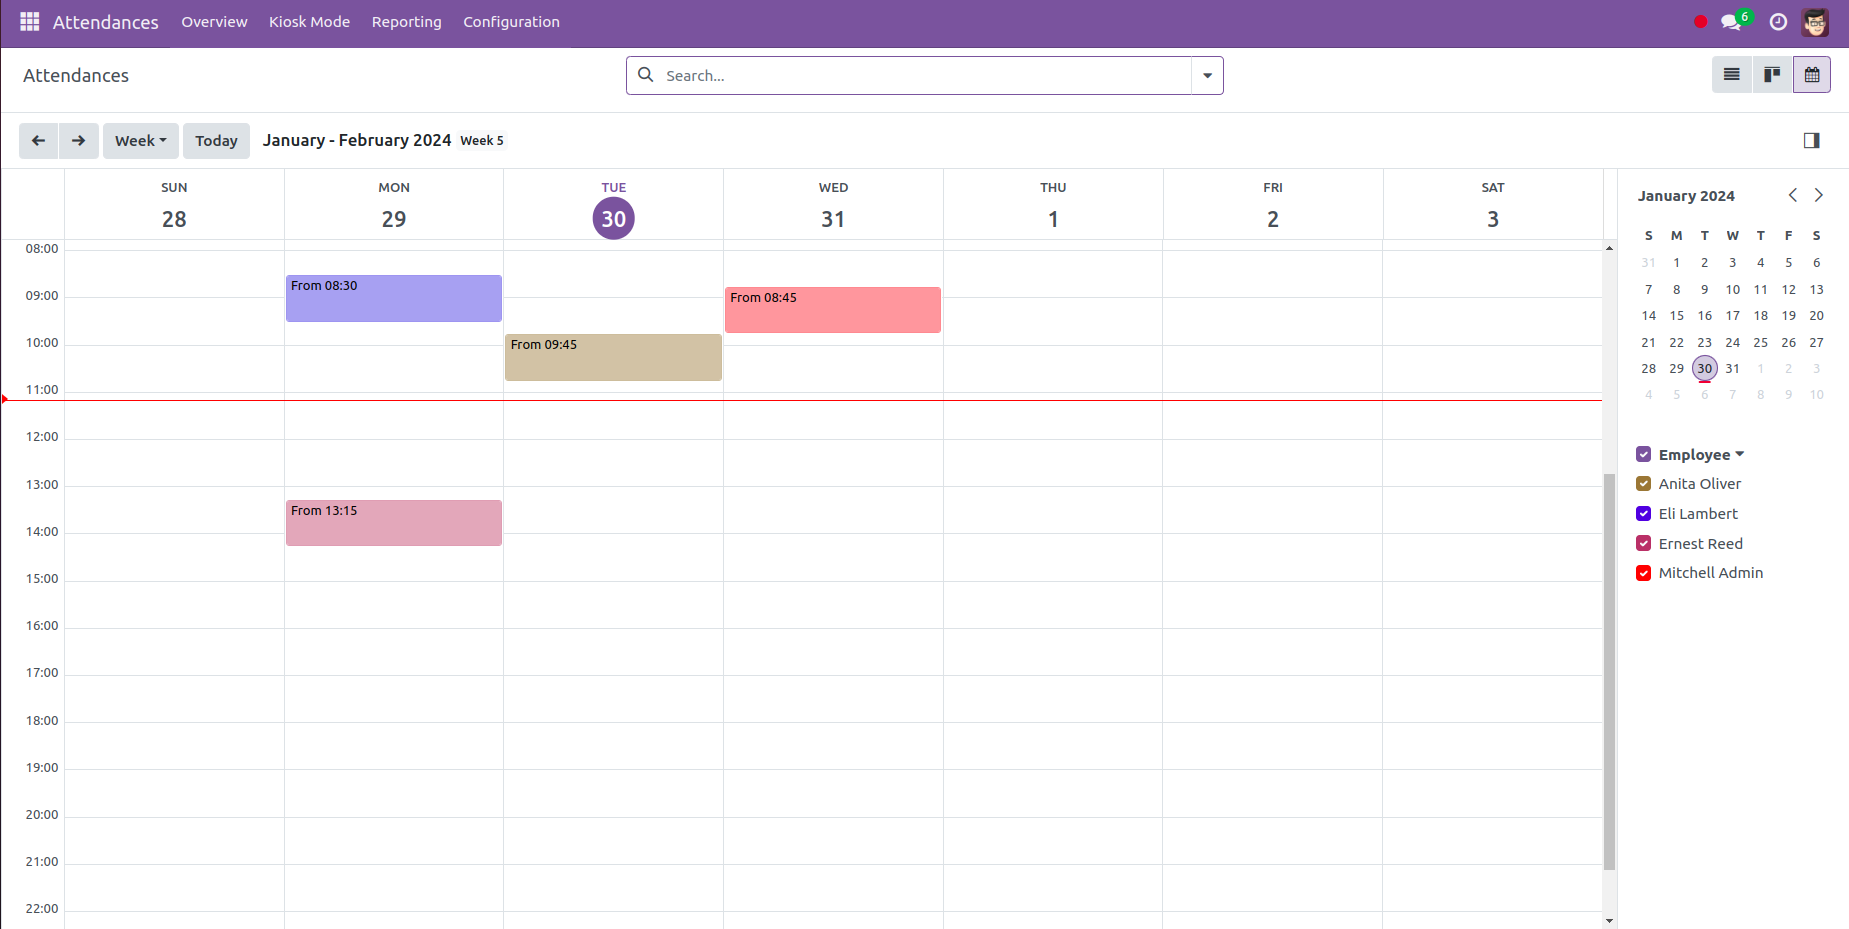 Attendances Overview Kiosk Mode Reporting Configuration 6
Attendances Search...
Week Today January - February 2024 Week 5
SUN MON TUE WED THU FRI SAT
28 29 30 31 1 2 3
08:00
From 08:30
From 08:45
09:00
From 09:45
10:00
11:00
12:00
13:00
From 13:15
14:00
15:00
16:00
17:00
18:00
19:00
20:00
21:00
22:00
January 2024
S M T W T F S
31 1 2 3 4 5 6
7 8 9 10 11 12 13
14 15 16 17 18 19 20
21 22 23 24 25 26 27
28 29 30 31 1 2 3
4 5 6 7 8 9 10
Employee
Anita Oliver
Eli Lambert
Ernest Reed
Mitchell Admin